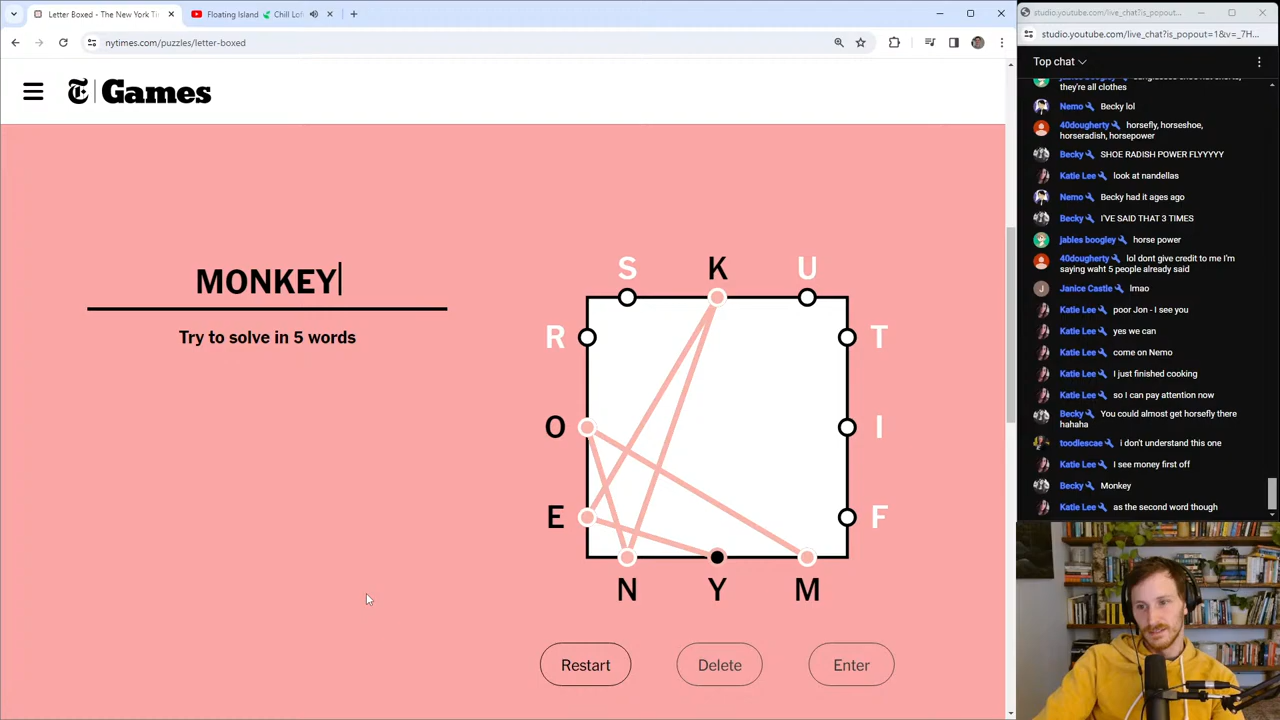 Letter Boxed - The New York Ti
Floating Island
Chill Lof
nytimes.com/puzzles/letter-boxed
Games
MONKEY
Try to solve in 5 words
S
K
U
R
T
O
I
E
F
N
Y
M
Restart
Delete
Enter
studio.youtube.com/live_chat?is_popout...
studio.youtube.com/live_chat?is_popout=1&v=_7H...
Top chat
they're all clothes
Nemo Becky lol
40dougherty horsefly, horseshoe,
horseradish, horsepower
Becky SHOE RADISH POWER FLYYYYY
Katie Lee look at nandellas
Nemo Becky had it ages ago
Becky I'VE SAID THAT 3 TIMES
jables boogley horse power
40dougherty lol dont give credit to me I'm
saying waht 5 people already said
J
Janice Castle lmao
Katie Lee poor Jon - I see you
Katie Lee yes we can
Katie Lee come on Nemo
Katie Lee I just finished cooking
Katie Lee so I can pay attention now
Becky You could almost get horsefly there
hahaha
toodlescae i don't understand this one
Katie Lee I see money first off
Becky Monkey
Katie Lee as the second word though